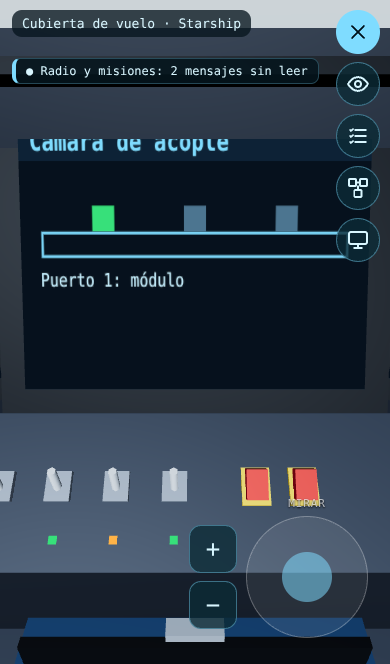 Cubierta de vuelo · Starship
● Radio y misiones: 2 mensajes sin leer
Cámara de acople
Puerto 1: módulo
MIRAR
+
−